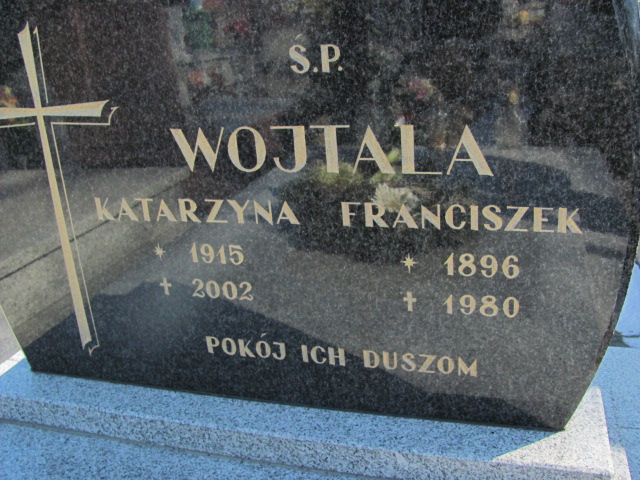 Ś.P.
WOJTALA
KATARZYNA FRANCISZEK
* 1915 * 1896
† 2002 † 1980
POKÓJ ICH DUSZOM